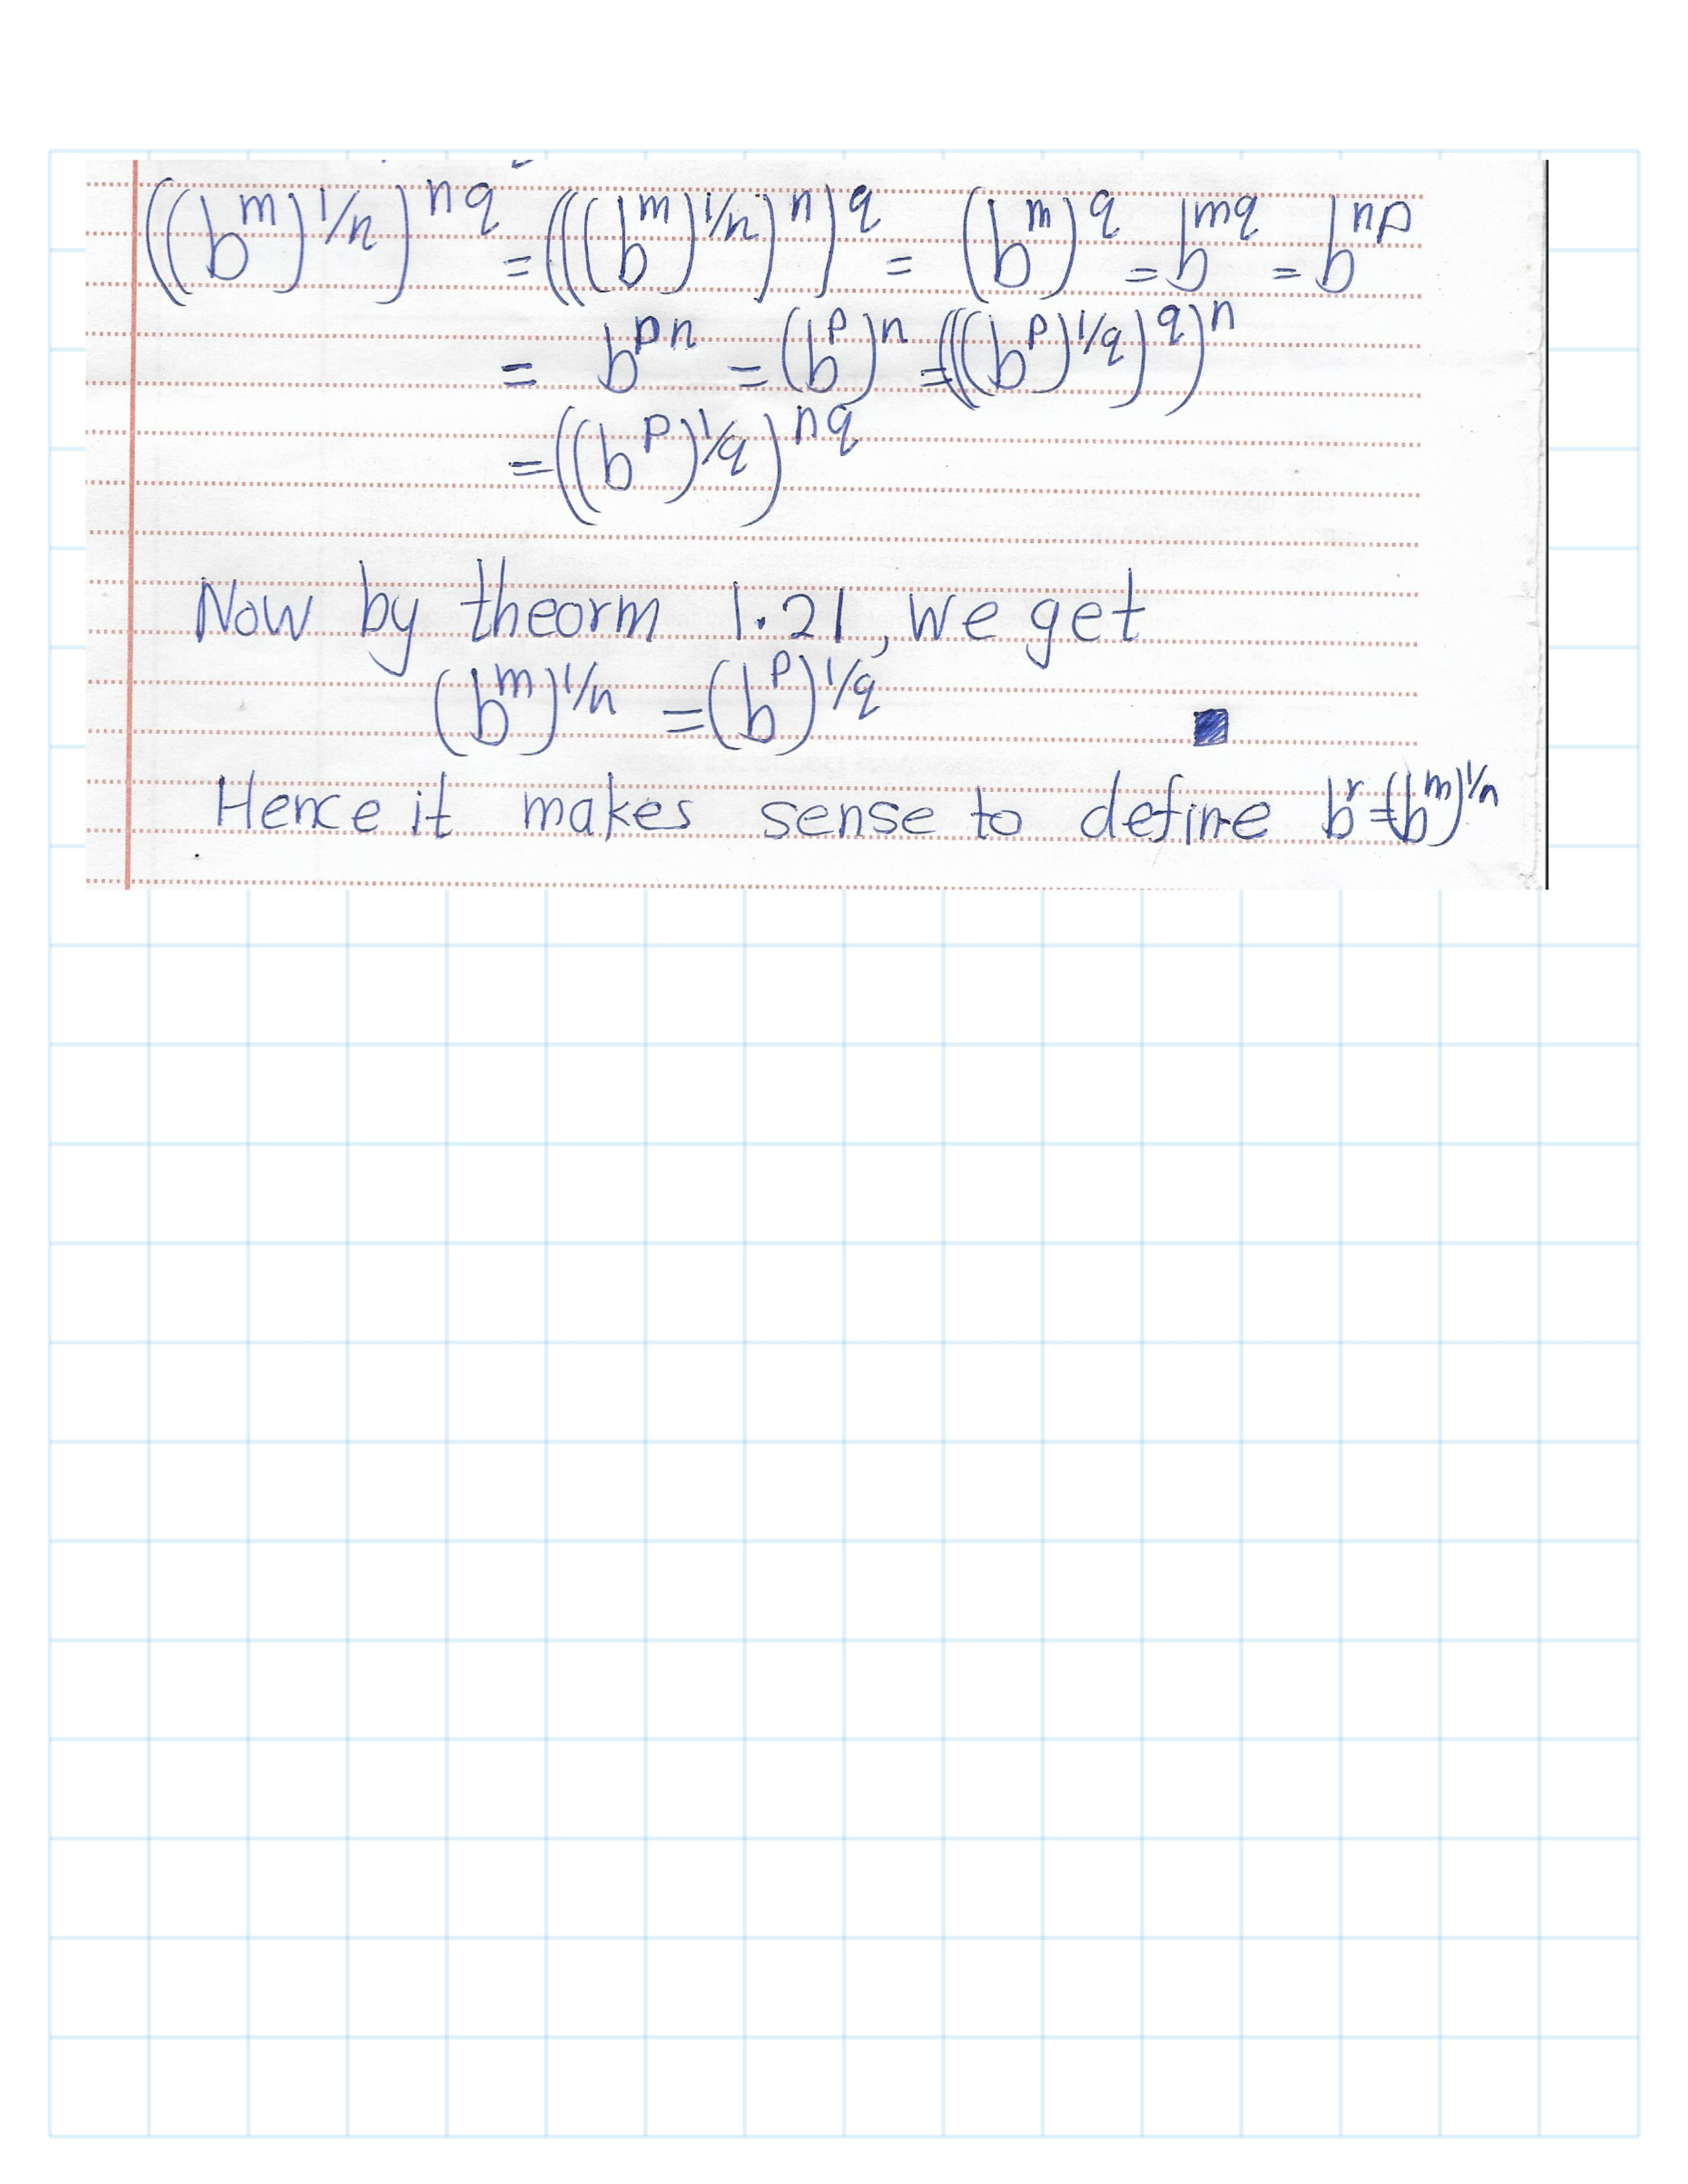 ((b^m)^1/n)^nq = (((b^m)^1/n)^n)^q = (b^m)^q = b^mq = b^np
= b^pn = (b^p)^n = (((b^p)^1/q)^q)^n
= ((b^p)^1/q)^nq
Now by theorm 1.21, we get
(b^m)^1/n = (b^p)^1/q
Hence it makes sense to define b^r = (b^m)^1/n